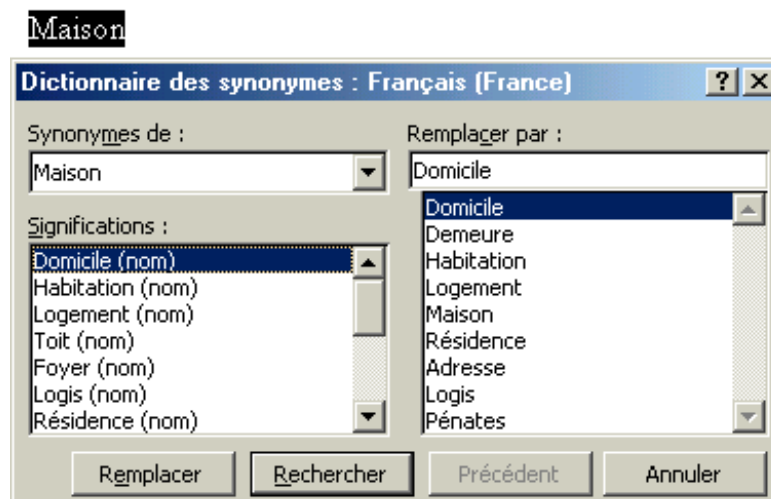 Maison
Dictionnaire des synonymes : Français (France)
Synonymes de :
Maison
Significations :
Domicile (nom)
Habitation (nom)
Logement (nom)
Toit (nom)
Foyer (nom)
Logis (nom)
Résidence (nom)
Remplacer par :
Domicile
Domicile
Demeure
Habitation
Logement
Maison
Résidence
Adresse
Logis
Pénates
Remplacer
Rechercher
Précédent
Annuler